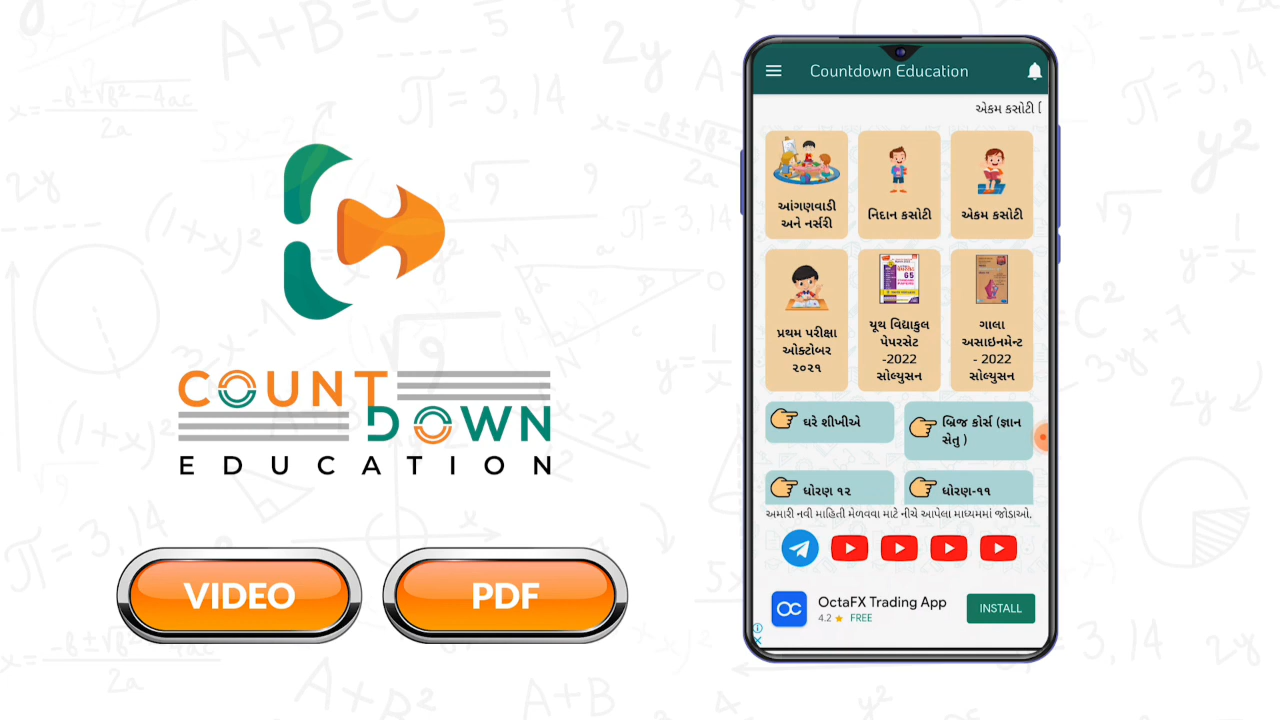 COUNT
DOWN
EDUCATION
VIDEO
PDF
Countdown Education
એકમ કસોટી
આંગણવાડી
અને નર્સરી
નિદાન કસોટી
એકમ કસોટી
પ્રથમ પરીક્ષા
ઓક્ટોબર
૨૦૨૧
યૂથ વિદ્યાકુલ
પેપરસેટ
-2022
સોલ્યુસન
ગાલા
અસાઇનમેન્ટ
- 2022
સોલ્યુસન
ઘરે શીખીએ
બ્રિજ કોર્સ (જ્ઞાન
સેતુ )
ધોરણ ૧૨
ધોરણ-૧૧
અમારી નવી માહિતી મેળવવા માટે નીચે આપેલા માધ્યમમાં જોડાઓ.
OctaFX Trading App
4.2 ★ FREE
INSTALL